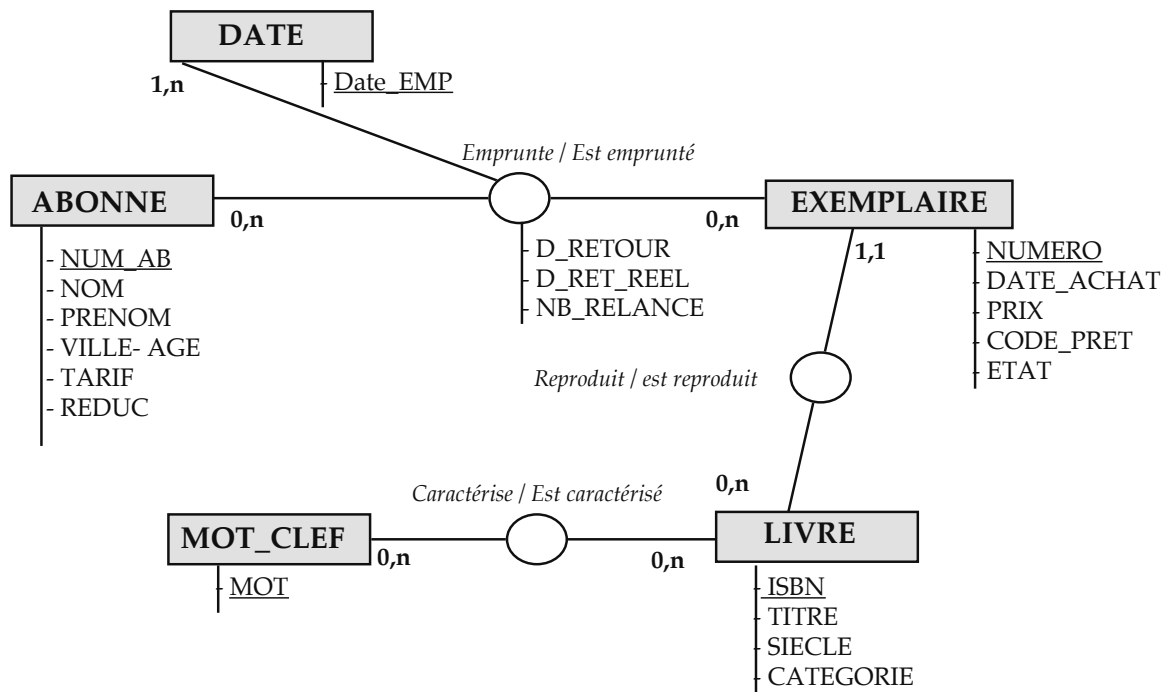 DATE
- Date_EMP
1,n
Emprunte / Est emprunté
ABONNE
0,n
0,n
EXEMPLAIRE
- NUM_AB
- NOM
- PRENOM
- VILLE- AGE
- TARIF
- REDUC
- D_RETOUR
- D_RET_REEL
- NB_RELANCE
1,1
- NUMERO
- DATE_ACHAT
- PRIX
- CODE_PRET
- ETAT
Reproduit / est reproduit
0,n
Caractérise / Est caractérisé
MOT_CLEF
0,n
0,n
LIVRE
- MOT
- ISBN
- TITRE
- SIECLE
- CATEGORIE